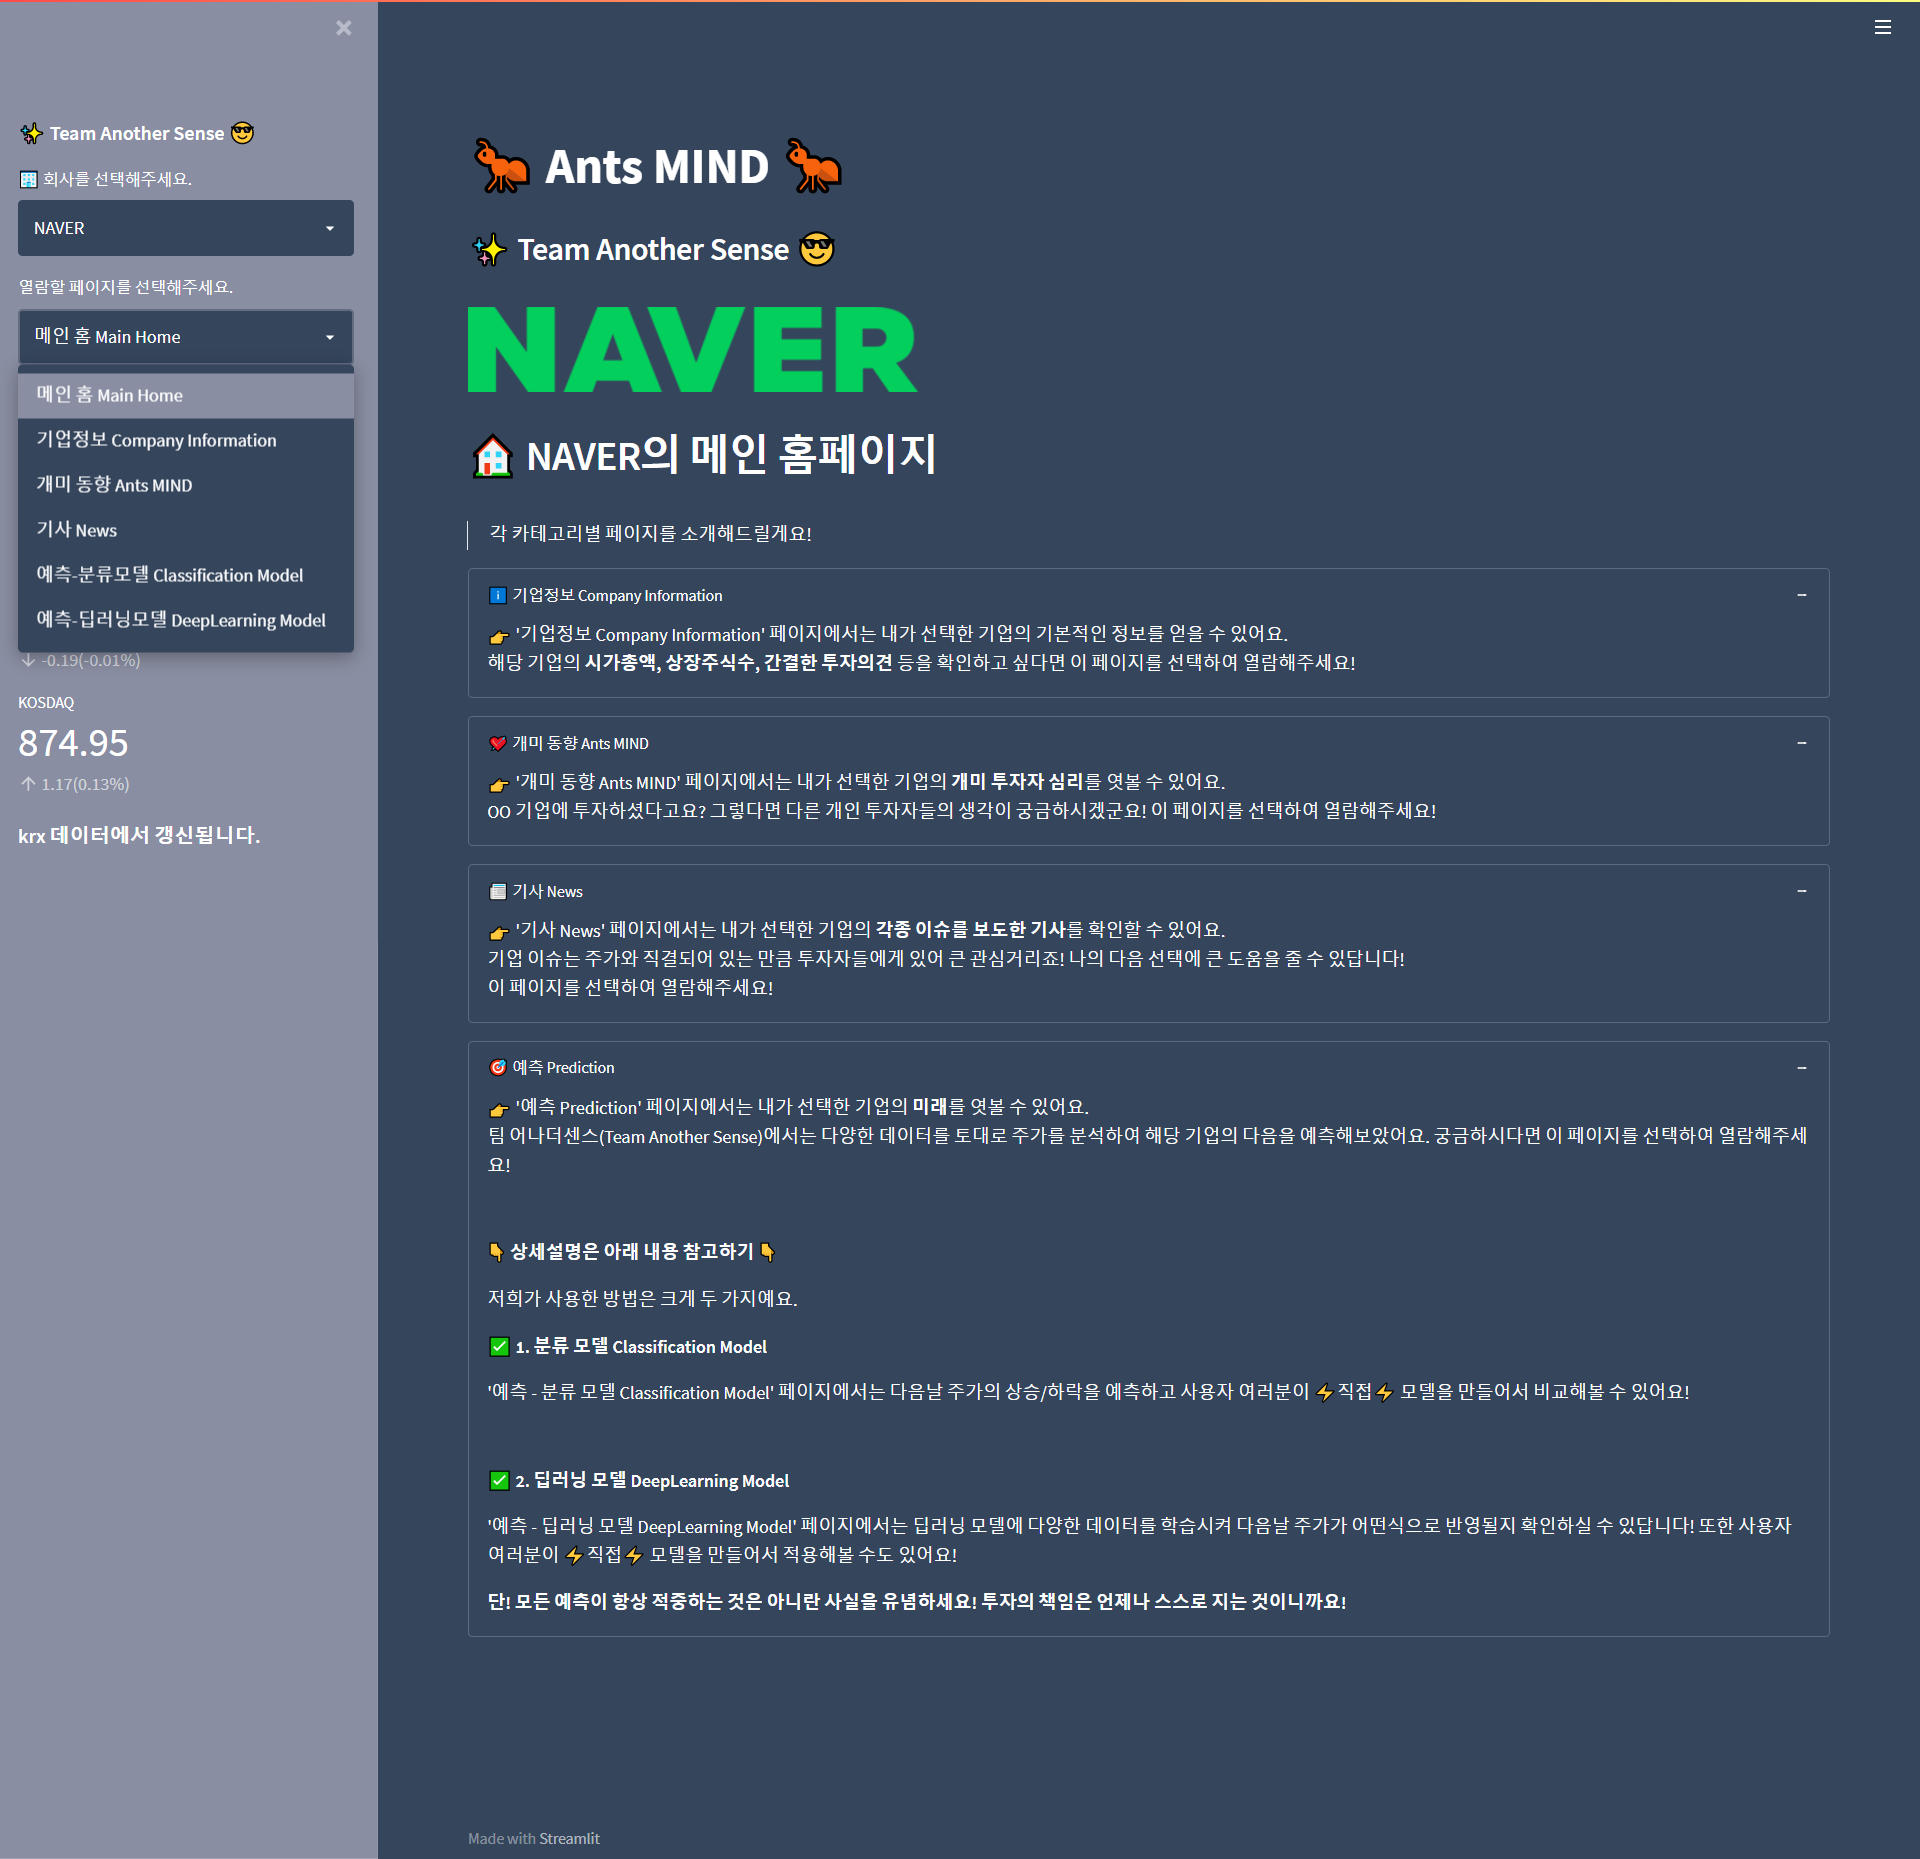 ✨ Team Another Sense 😎
🏢 회사를 선택해주세요.
NAVER
열람할 페이지를 선택해주세요.
메인 홈 Main Home
메인 홈 Main Home
기업정보 Company Information
개미 동향 Ants MIND
기사 News
예측-분류모델 Classification Model
예측-딥러닝모델 DeepLearning Model
↓ -0.19(-0.01%)
KOSDAQ
874.95
↑ 1.17(0.13%)
krx 데이터에서 갱신됩니다.
🐜 Ants MIND 🐜
✨ Team Another Sense 😎
NAVER
🏠 NAVER의 메인 홈페이지
각 카테고리별 페이지를 소개해드릴게요!
ℹ️ 기업정보 Company Information
👉 '기업정보 Company Information' 페이지에서는 내가 선택한 기업의 기본적인 정보를 얻을 수 있어요.
해당 기업의 시가총액, 상장주식수, 간결한 투자의견 등을 확인하고 싶다면 이 페이지를 선택하여 열람해주세요!
💘 개미 동향 Ants MIND
👉 '개미 동향 Ants MIND' 페이지에서는 내가 선택한 기업의 개미 투자자 심리를 엿볼 수 있어요.
OO 기업에 투자하셨다고요? 그렇다면 다른 개인 투자자들의 생각이 궁금하시겠군요! 이 페이지를 선택하여 열람해주세요!
📰 기사 News
👉 '기사 News' 페이지에서는 내가 선택한 기업의 각종 이슈를 보도한 기사를 확인할 수 있어요.
기업 이슈는 주가와 직결되어 있는 만큼 투자자들에게 있어 큰 관심거리죠! 나의 다음 선택에 큰 도움을 줄 수 있답니다!
이 페이지를 선택하여 열람해주세요!
🎯 예측 Prediction
👉 '예측 Prediction' 페이지에서는 내가 선택한 기업의 미래를 엿볼 수 있어요.
팀 어나더센스(Team Another Sense)에서는 다양한 데이터를 토대로 주가를 분석하여 해당 기업의 다음을 예측해보았어요. 궁금하시다면 이 페이지를 선택하여 열람해주세
요!
👇 상세설명은 아래 내용 참고하기 👇
저희가 사용한 방법은 크게 두 가지예요.
✅ 1. 분류 모델 Classification Model
'예측 - 분류 모델 Classification Model' 페이지에서는 다음날 주가의 상승/하락을 예측하고 사용자 여러분이 ⚡직접⚡ 모델을 만들어서 비교해볼 수 있어요!
✅ 2. 딥러닝 모델 DeepLearning Model
'예측 - 딥러닝 모델 DeepLearning Model' 페이지에서는 딥러닝 모델에 다양한 데이터를 학습시켜 다음날 주가가 어떤식으로 반영될지 확인하실 수 있답니다! 또한 사용자
여러분이 ⚡직접⚡ 모델을 만들어서 적용해볼 수도 있어요!
단! 모든 예측이 항상 적중하는 것은 아니란 사실을 유념하세요! 투자의 책임은 언제나 스스로 지는 것이니까요!
Made with Streamlit